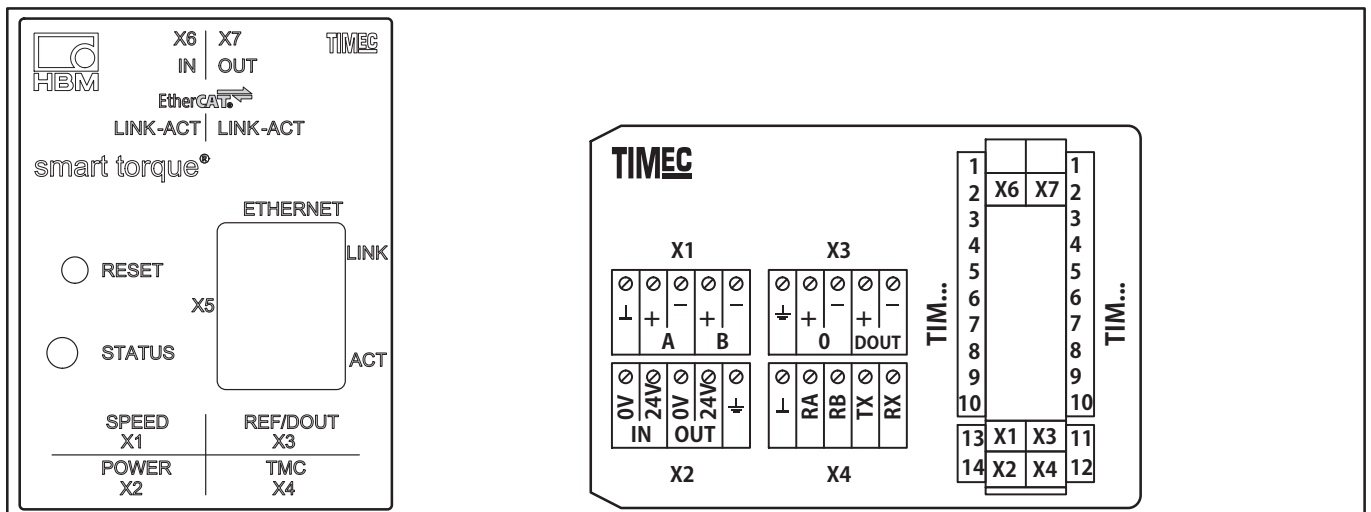 X6 X7
TIMEC
IN OUT
HBM
EtherCAT®
LINK-ACT LINK-ACT
smart torque®
ETHERNET
LINK
RESET
X5
STATUS
ACT
SPEED
X1
REF/DOUT
X3
POWER
X2
TMC
X4
TIMEC
X1
⊥ + − + −
A B
X3
⏚ + − + −
0 DOUT
0V 24V 0V 24V ⏚
IN OUT
X2
⊥ RA RB TX RX
X4
TIM...
1
2
3
4
5
6
7
8
9
10
13
14
X6 X7
X1 X3
X2 X4
1
2
3
4
5
6
7
8
9
10
11
12
TIM...